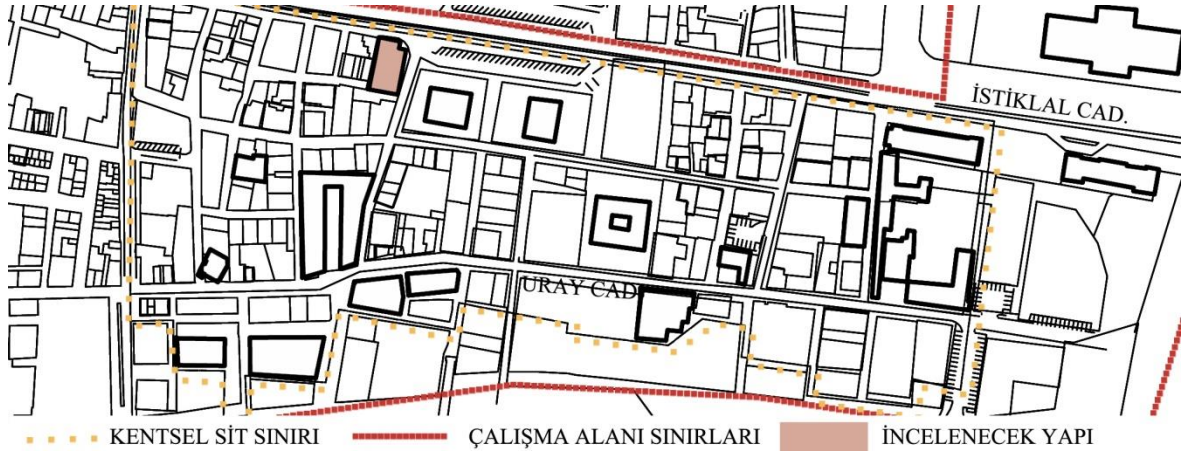 İSTİKLAL CAD.
URAY CAD.
KENTSEL SİT SINIRI
ÇALIŞMA ALANI SINIRLARI
İNCELENECEK YAPI